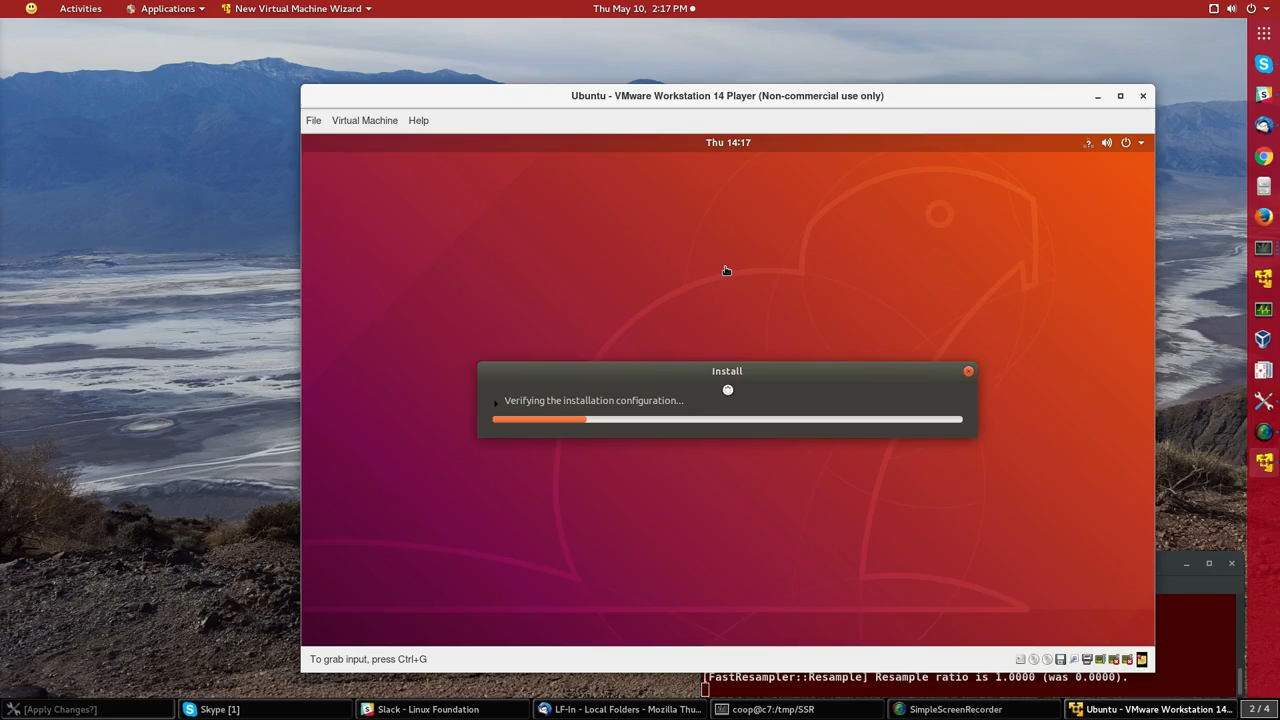 Activities
Applications
New Virtual Machine Wizard
Thu May 10, 2:17 PM
Ubuntu - VMware Workstation 14 Player (Non-commercial use only)
File
Virtual Machine
Help
Thu 14:17
Install
Verifying the installation configuration...
To grab input, press Ctrl+G
[FastResampler::Resample] Resample ratio is 1.0000 (was 0.0000).
[Apply Changes?]
Skype [1]
Slack - Linux Foundation
LF-In - Local Folders - Mozilla Thu...
coop@c7:/tmp/SSR
SimpleScreenRecorder
Ubuntu - VMware Workstation 14...
2 / 4